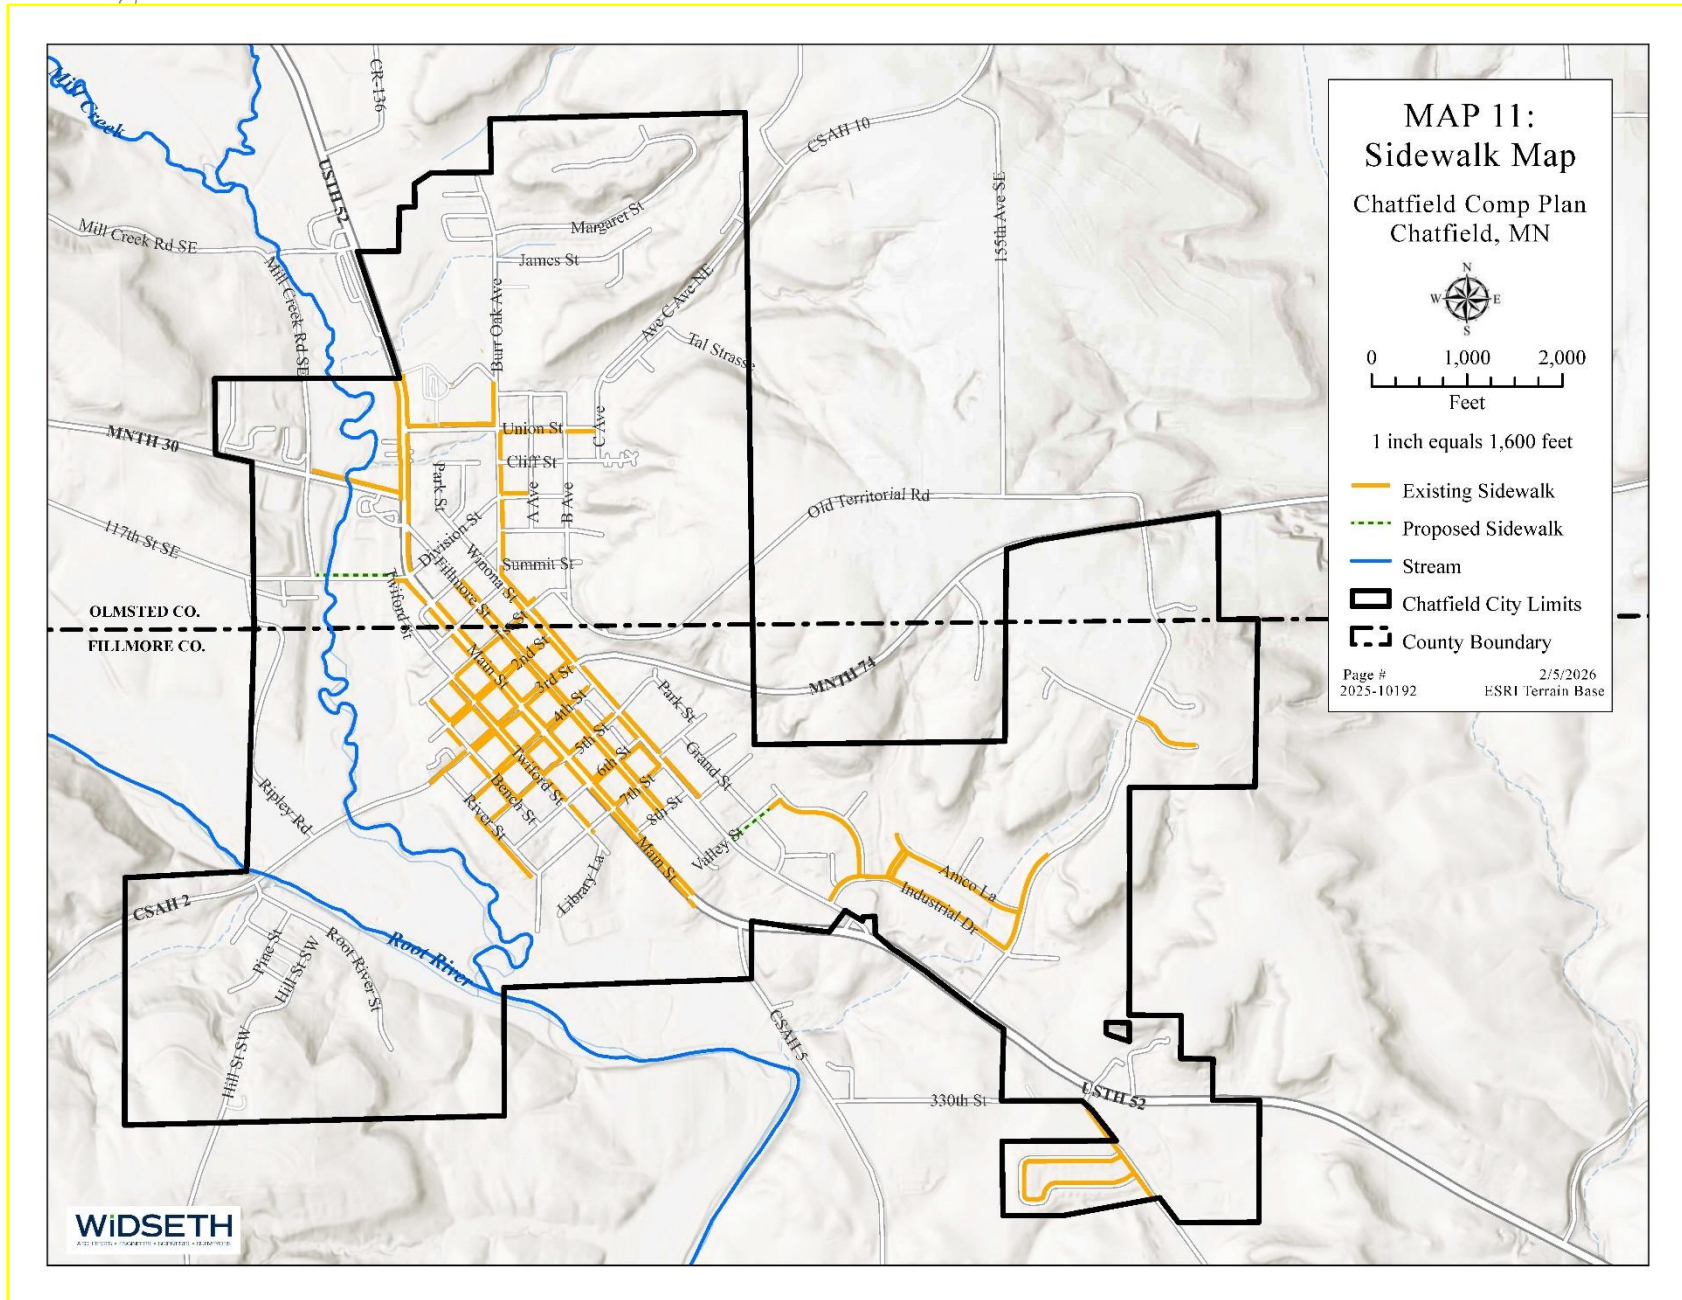 MAP 11:
Sidewalk Map
Chatfield Comp Plan
Chatfield, MN
N
W E
S
0 1,000 2,000
Feet
1 inch equals 1,600 feet
Existing Sidewalk
Proposed Sidewalk
Stream
Chatfield City Limits
County Boundary
Page # 2/5/2026
2025-10192 ESRI Terrain Base
Mill Creek
CR-136
USTH 52
CSAH 10
Mill Creek Rd SE
Margaret St
James St
155th Ave SE
Mill Creek Rd SE
Burr Oak Ave
Ave C Ave NE
Tal Strasse
MNTH 30
Union St
C Ave
Cliff St
Park St
A Ave
B Ave
Old Territorial Rd
117th St SE
Division St
Winona St
Summit St
Fillmore St
Twiford St
OLMSTED CO.
FILLMORE CO.
1st St
2nd St
Main St
3rd St
MNTH 74
4th St
Park St
5th St
Grand St
6th St
Twiford St
7th St
Bench St
8th St
River St
Ripley Rd
Main St
Valley St
Library La
Amco La
Industrial Dr
CSAH 2
Pine St
Hill St SW
Root River St
Root River
CSAH 5
Hill St SW
330th St
USTH 52
WiDSETH